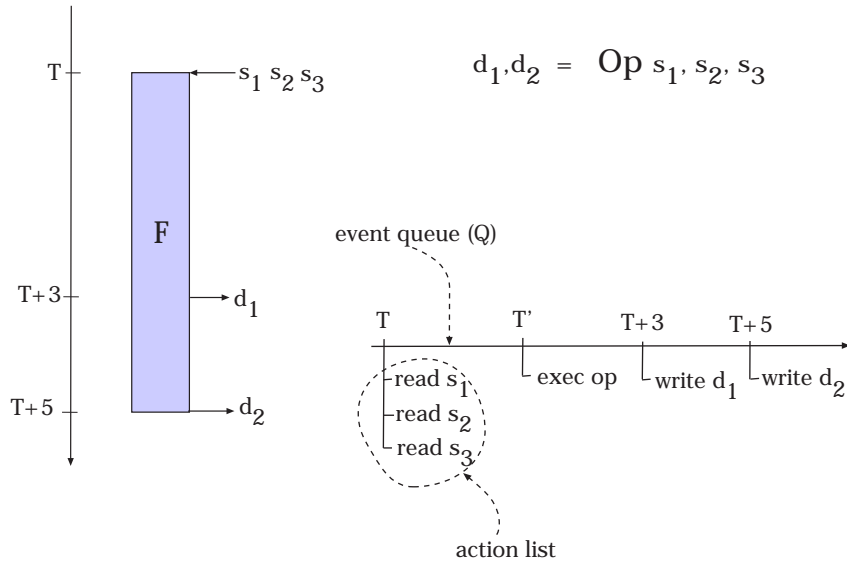 T
s1 s2 s3
d1,d2 = Op s1, s2, s3
F
event queue (Q)
T+3
d1
T
T’
T+3
T+5
read s1
exec op
write d1
write d2
T+5
d2
read s2
read s3
action list